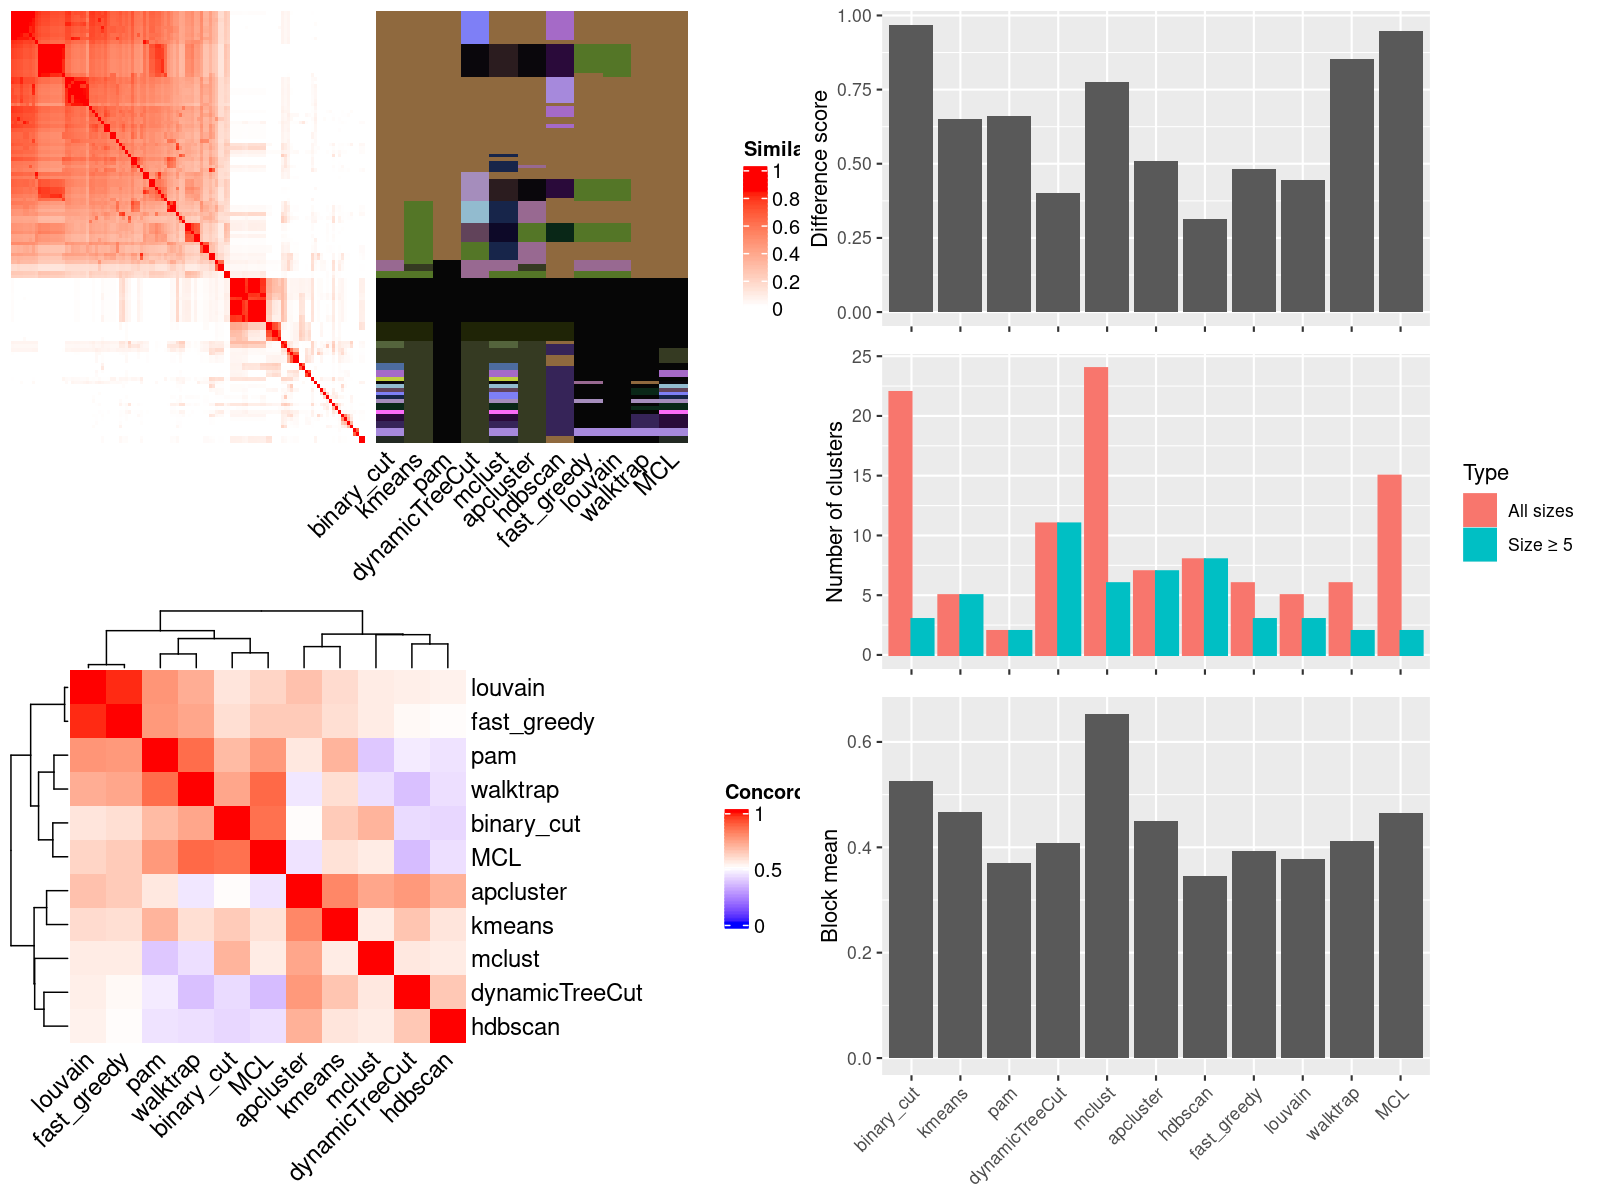 Simila
1
0.8
0.6
0.4
0.2
0
binary_cut
kmeans
pam
dynamicTreeCut
mclust
apcluster
hdbscan
fast_greedy
louvain
walktrap
MCL
louvain
fast_greedy
pam
walktrap
binary_cut
MCL
apcluster
kmeans
mclust
dynamicTreeCut
hdbscan
louvain
fast_greedy
pam
walktrap
binary_cut
MCL
apcluster
kmeans
mclust
dynamicTreeCut
hdbscan
Concord
1
0.5
0
Difference score
1.00
0.75
0.50
0.25
0.00
Number of clusters
25
20
15
10
5
0
Type
All sizes
Size ≥ 5
Block mean
0.6
0.4
0.2
0.0
binary_cut
kmeans
pam
dynamicTreeCut
mclust
apcluster
hdbscan
fast_greedy
louvain
walktrap
MCL